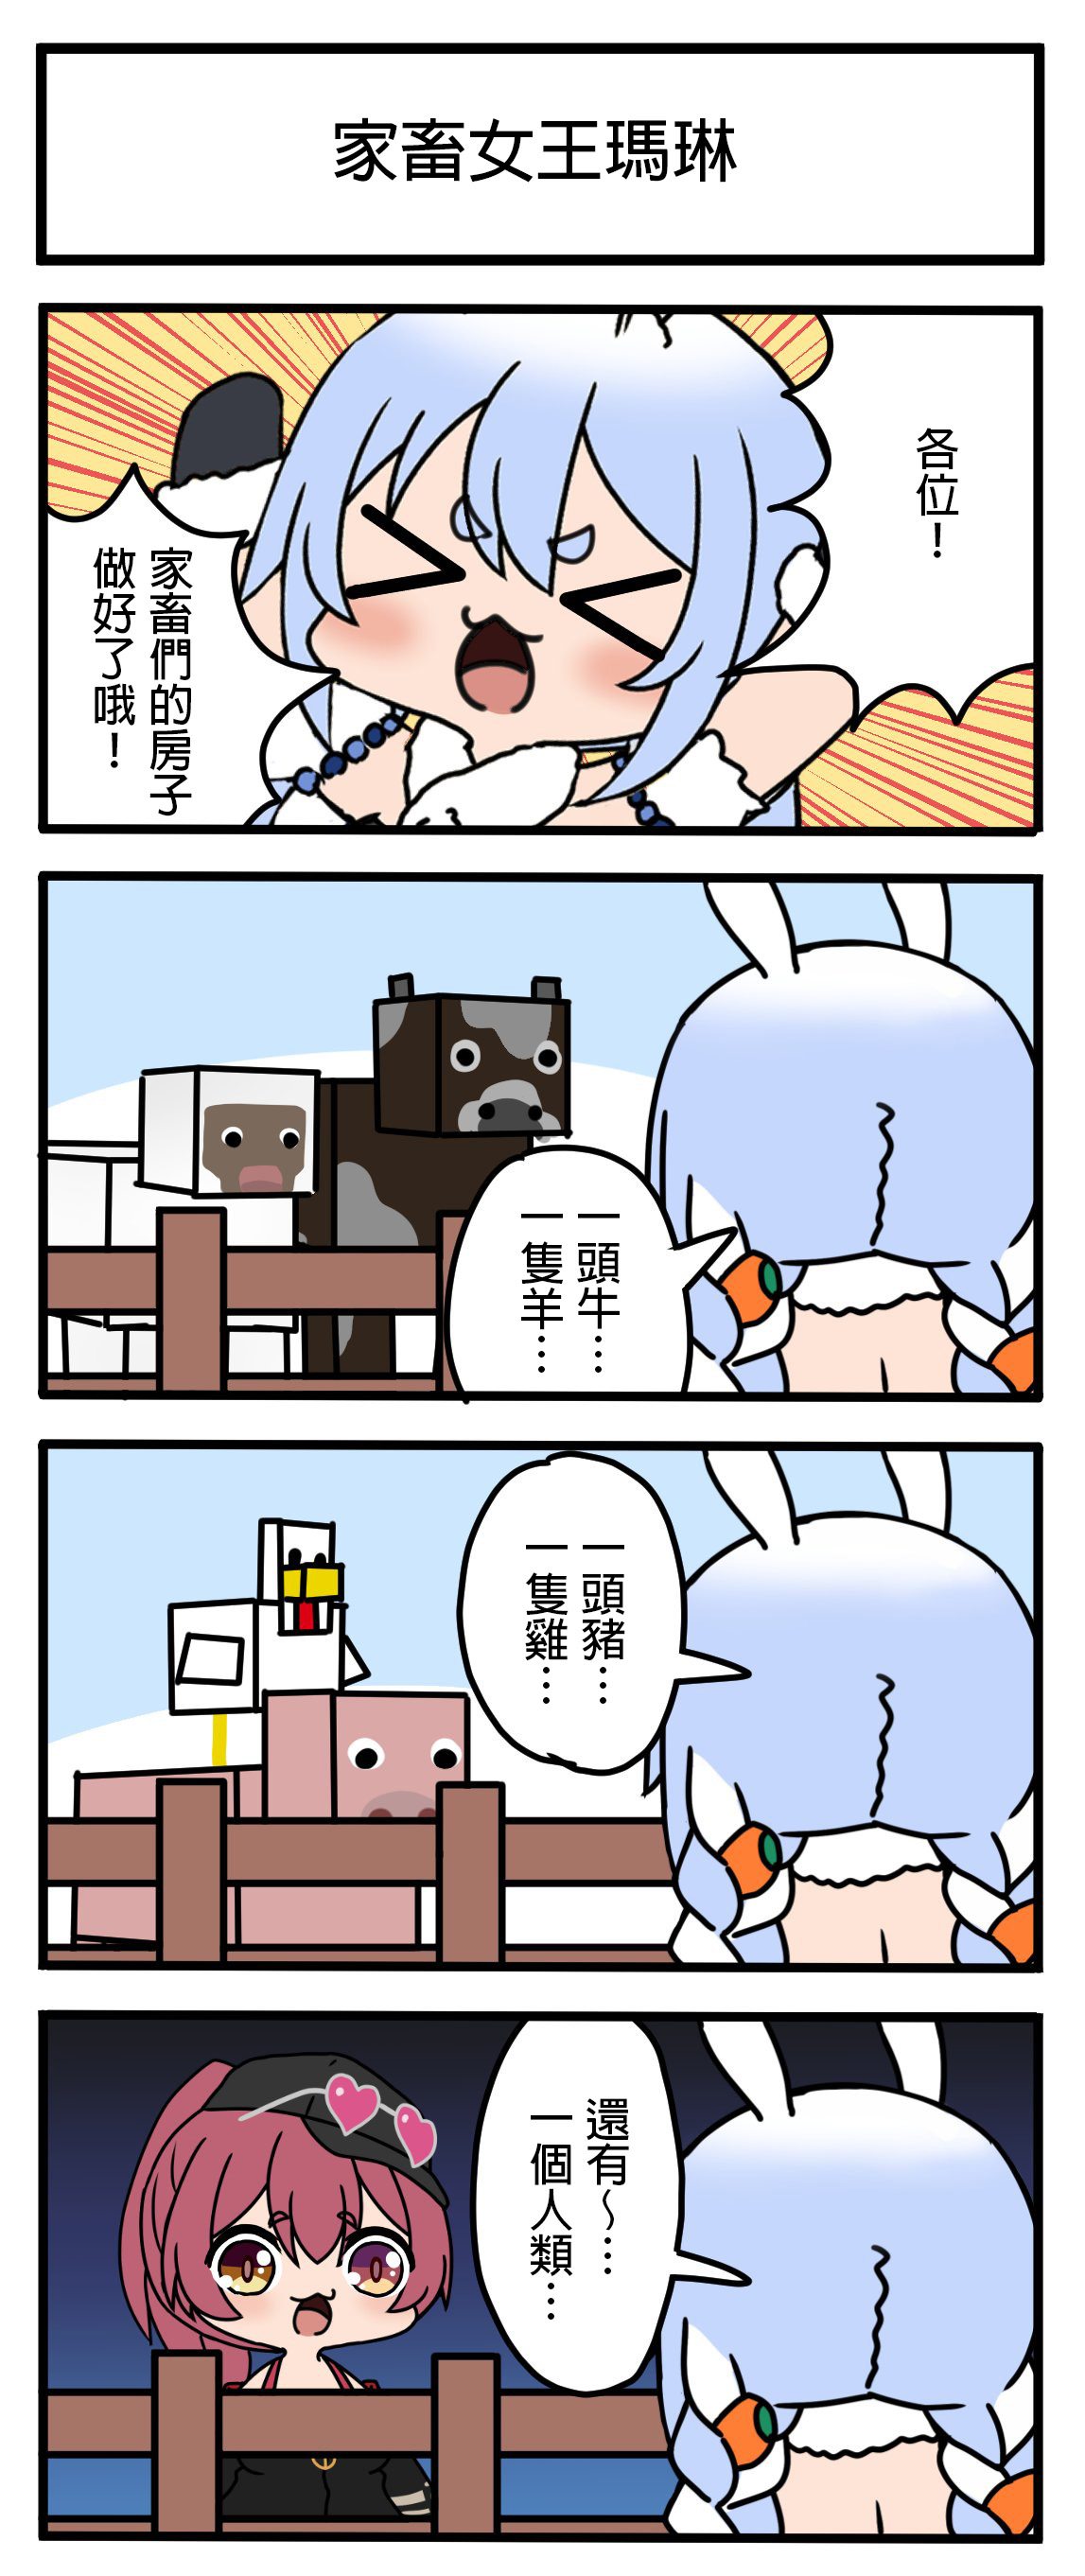 家畜女王瑪琳
各位！
家畜們的房子
做好了哦！
一頭牛…
一隻羊…
一頭豬…
一隻雞…
還有～…
一個人類…